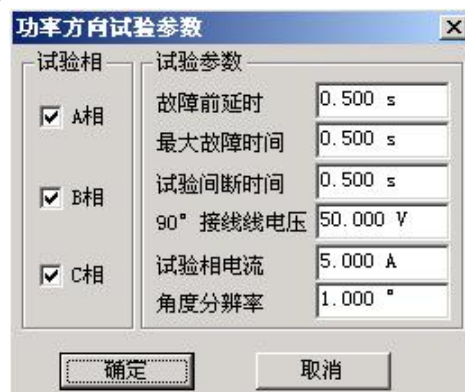 功率方向试验参数
试验相
A相
B相
C相
试验参数
故障前延时 0.500 s
最大故障时间 0.500 s
试验间断时间 0.500 s
90° 接线线电压 50.000 V
试验相电流 5.000 A
角度分辨率 1.000 °
确定 取消